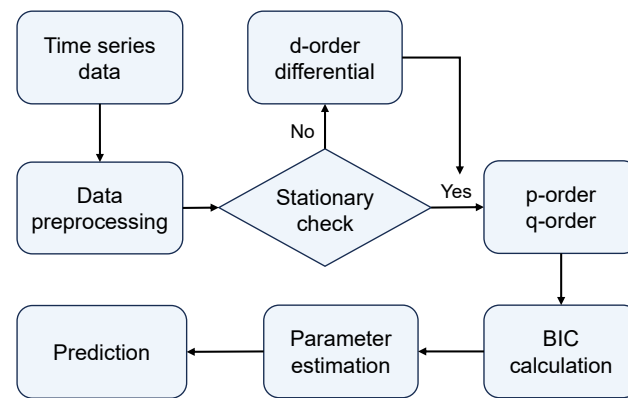 Time series
data
d-order
differential
No
Data
preprocessing
Stationary
check
Yes
p-order
q-order
BIC
calculation
Parameter
estimation
Prediction